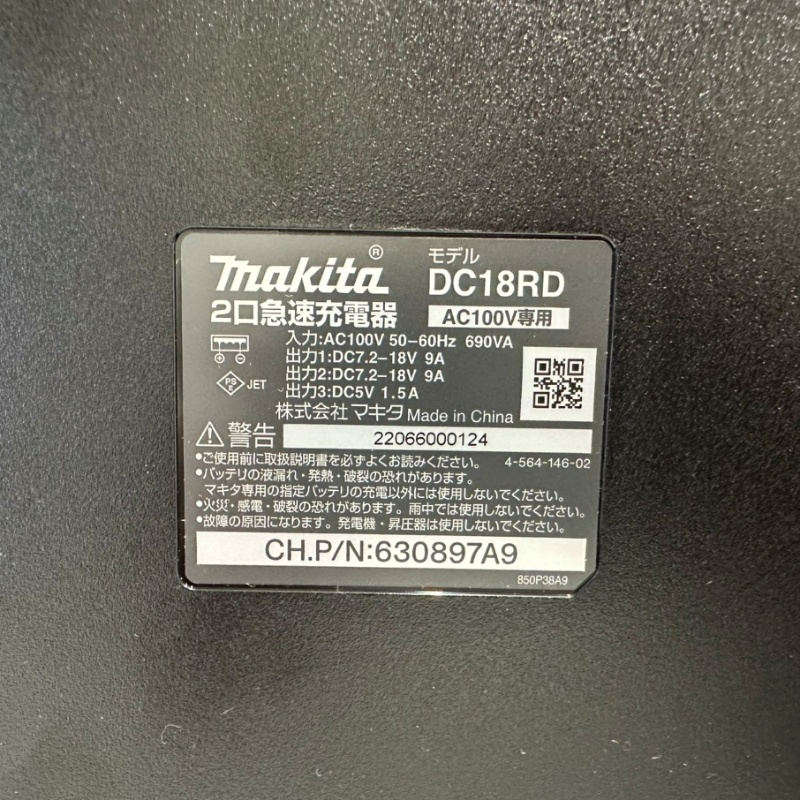 makita®
モデル
DC18RD
2口急速充電器
AC100V専用
入力:AC100V 50–60Hz 690VA
出力1:DC7.2–18V 9A
出力2:DC7.2–18V 9A
出力3:DC5V 1.5A
PS
E
JET
株式会社マキタ Made in China
警告
22066000124
•ご使用前に取扱説明書を必ずよくお読みください。 4-564-146-02
•バッテリの液漏れ・発熱・破裂の恐れがあります。
マキタ専用の指定バッテリの充電以外には使用しないでください。
•火災・感電・破裂の恐れがあります。雨中では使用しないでください。
•故障の原因になります。発電機・昇圧器は使用しないでください。
CH.P/N:630897A9
850P38A9